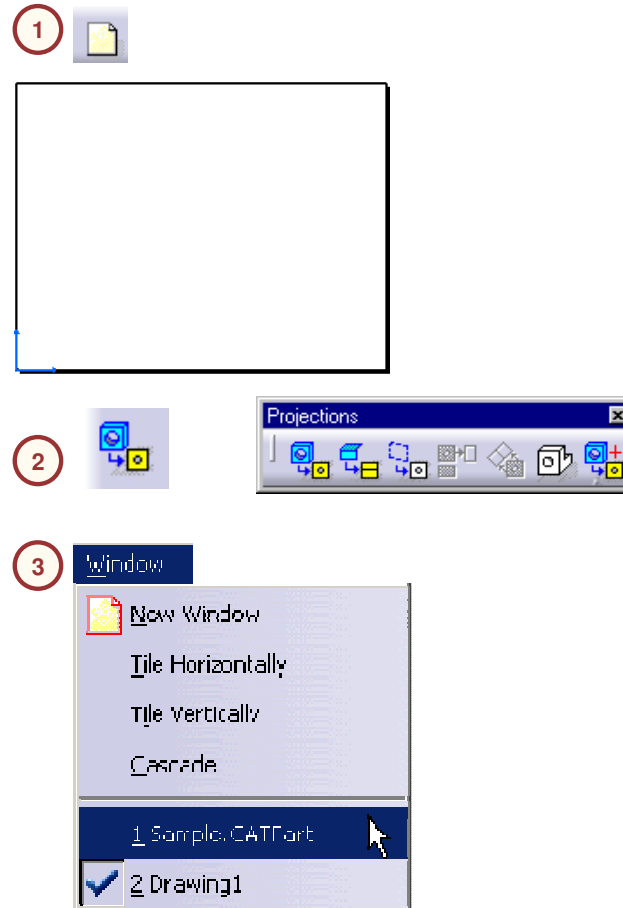 1
2
Projections
3
Window
New Window
Tile Horizontally
Tile Vertically
Cascade
1 Sample.CATPart
2 Drawing1